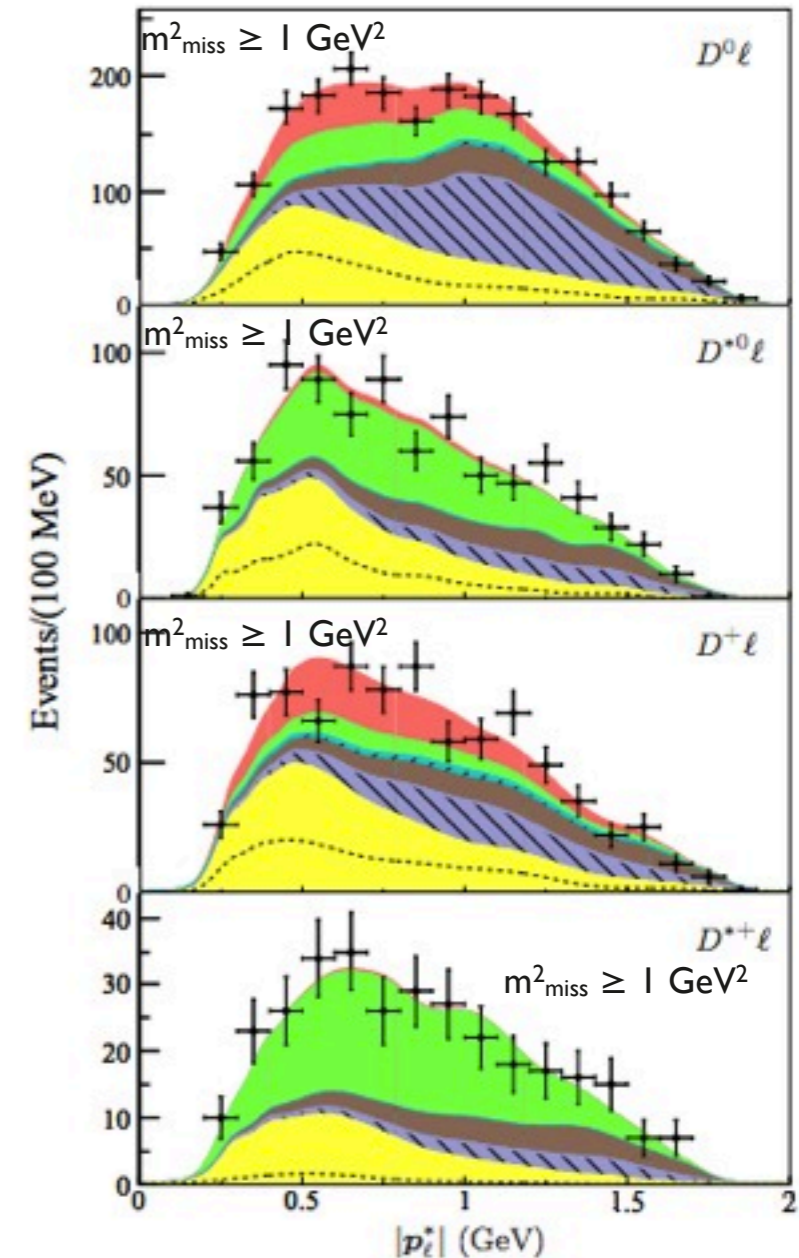 m²miss ≥ 1 GeV²
D⁰ℓ
200
100
0
m²miss ≥ 1 GeV²
D*⁰ℓ
100
50
0
m²miss ≥ 1 GeV²
D⁺ℓ
100
50
0
D*⁺ℓ
m²miss ≥ 1 GeV²
40
30
20
10
0
0 0.5 1 1.5 2
|p*ℓ| (GeV)
Events/(100 MeV)